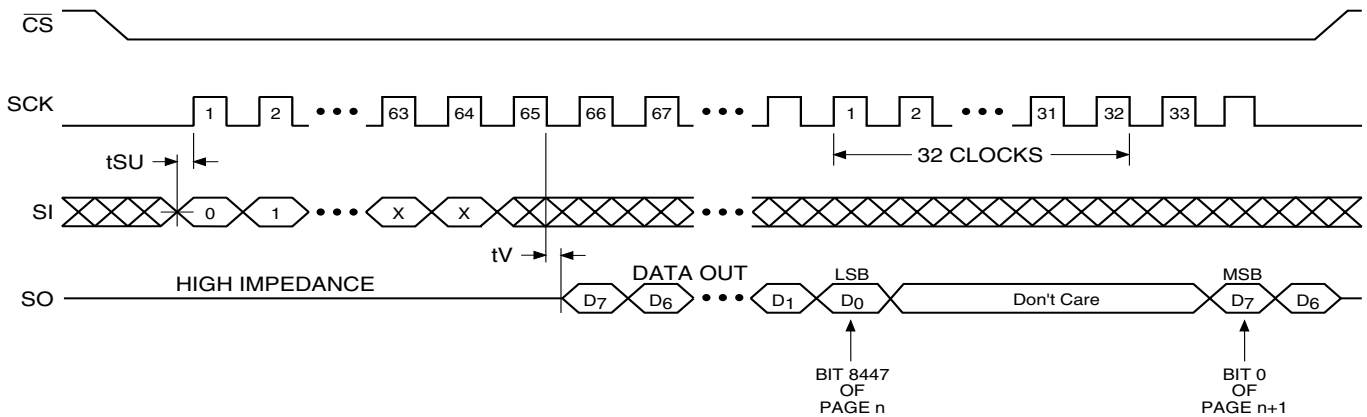 CS
SCK
1 2 ••• 63 64 65 66 67 ••• 1 2 ••• 31 32 33
tSU
32 CLOCKS
SI
0 1 ••• X X •••
tV
HIGH IMPEDANCE
DATA OUT
LSB
MSB
SO
D7 D6 ••• D1 D0 Don't Care D7 D6
BIT 8447
OF
PAGE n
BIT 0
OF
PAGE n+1